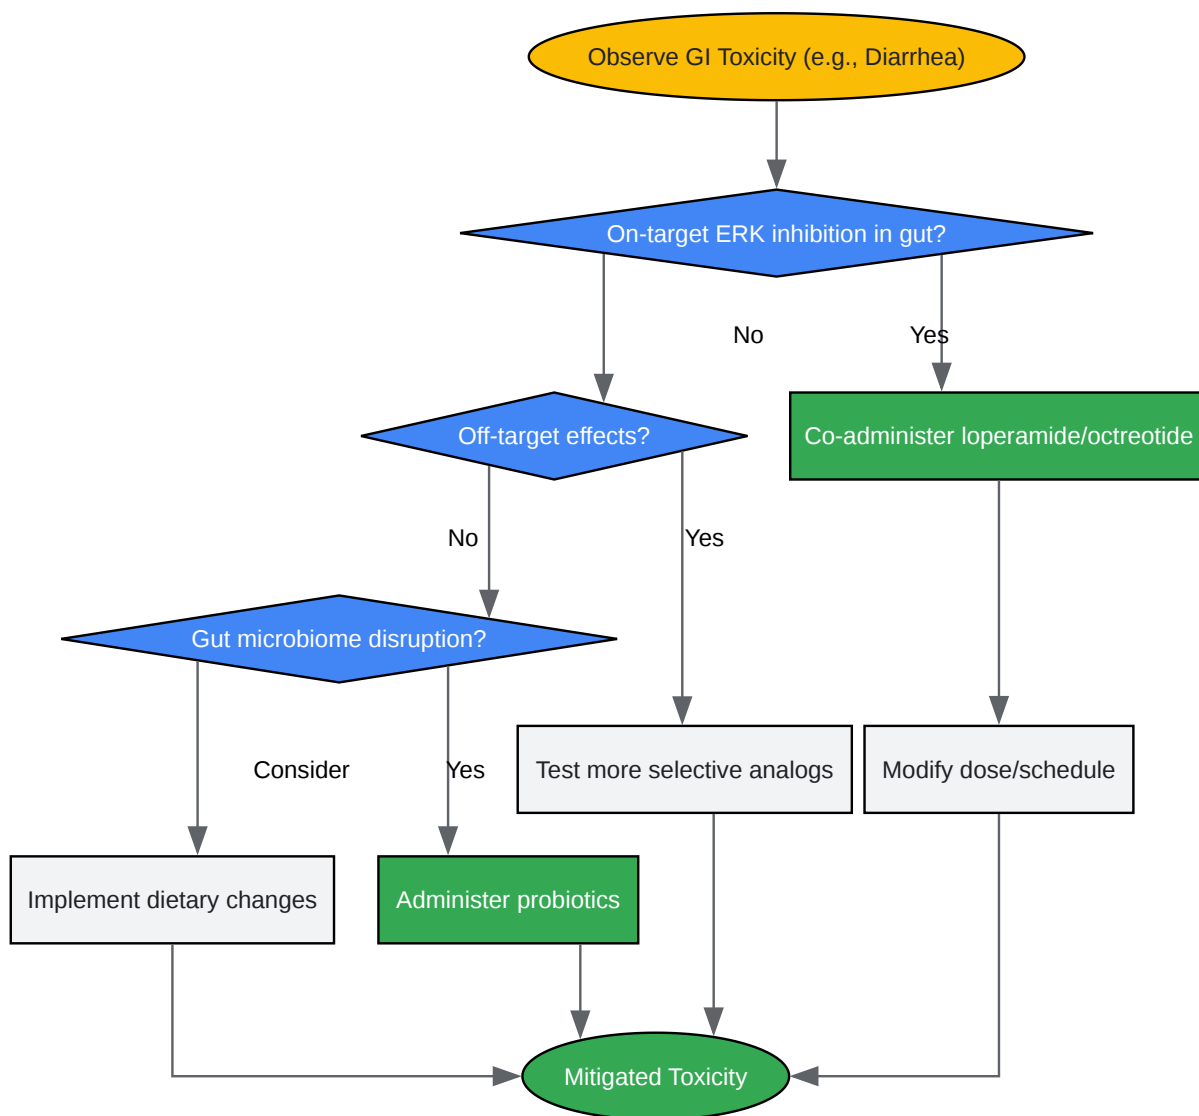 Observe GI Toxicity (e.g., Diarrhea)
On-target ERK inhibition in gut?
No
Yes
Off-target effects?
Co-administer loperamide/octreotide
No
Yes
Gut microbiome disruption?
Consider
Yes
Test more selective analogs
Modify dose/schedule
Implement dietary changes
Administer probiotics
Mitigated Toxicity